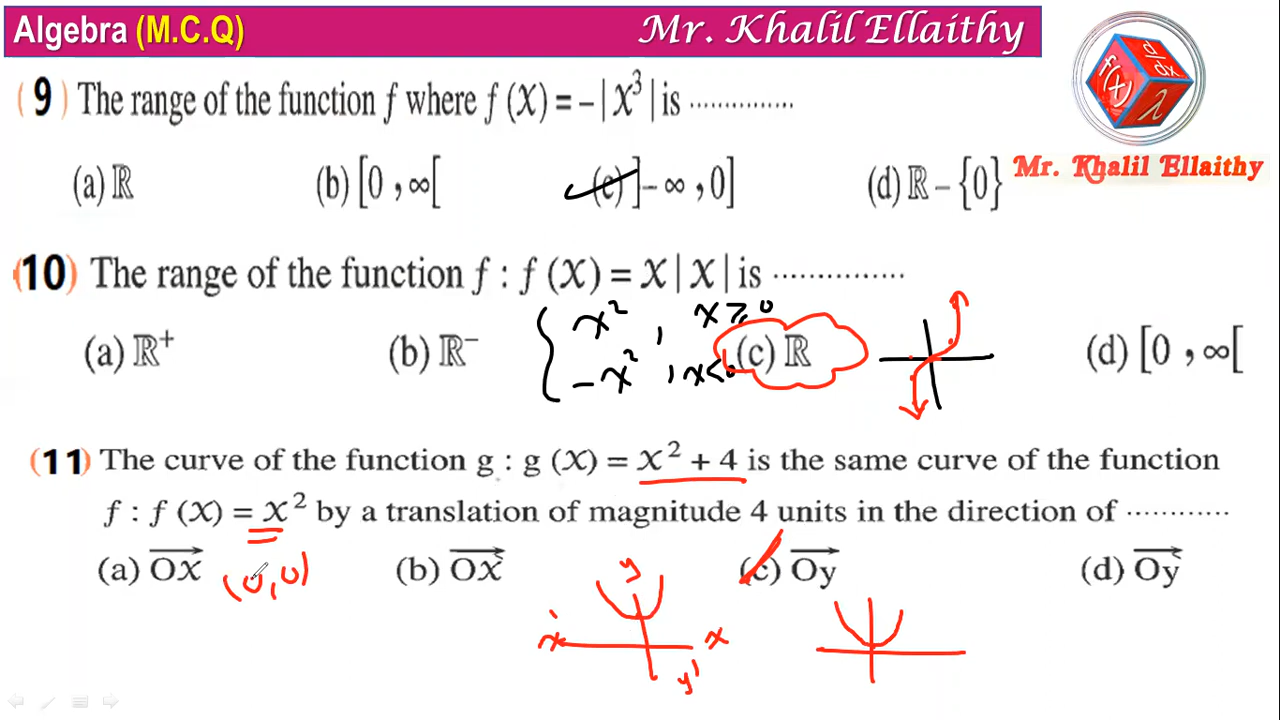 Algebra (M.C.Q)
Mr. Khalil Ellaithy
f(x)
d/dx
λ
Mr. Khalil Ellaithy
(9) The range of the function f where f (X) = – | X³ | is ...............
(a) ℝ (b) [0 , ∞[ (c) ]– ∞ , 0] (d) ℝ – {0}
(10) The range of the function f : f (X) = X | X | is ...............
(a) ℝ⁺ (b) ℝ⁻ (c) ℝ (d) [0 , ∞[
{ x² , x ≥ 0
– x² , x < 0
(11) The curve of the function g : g (X) = X² + 4 is the same curve of the function
f : f (X) = X² by a translation of magnitude 4 units in the direction of ............
(a) OX→ (b) OX́→ (c) Oy→ (d) Oý→
(0,0)
y
x' x
y'